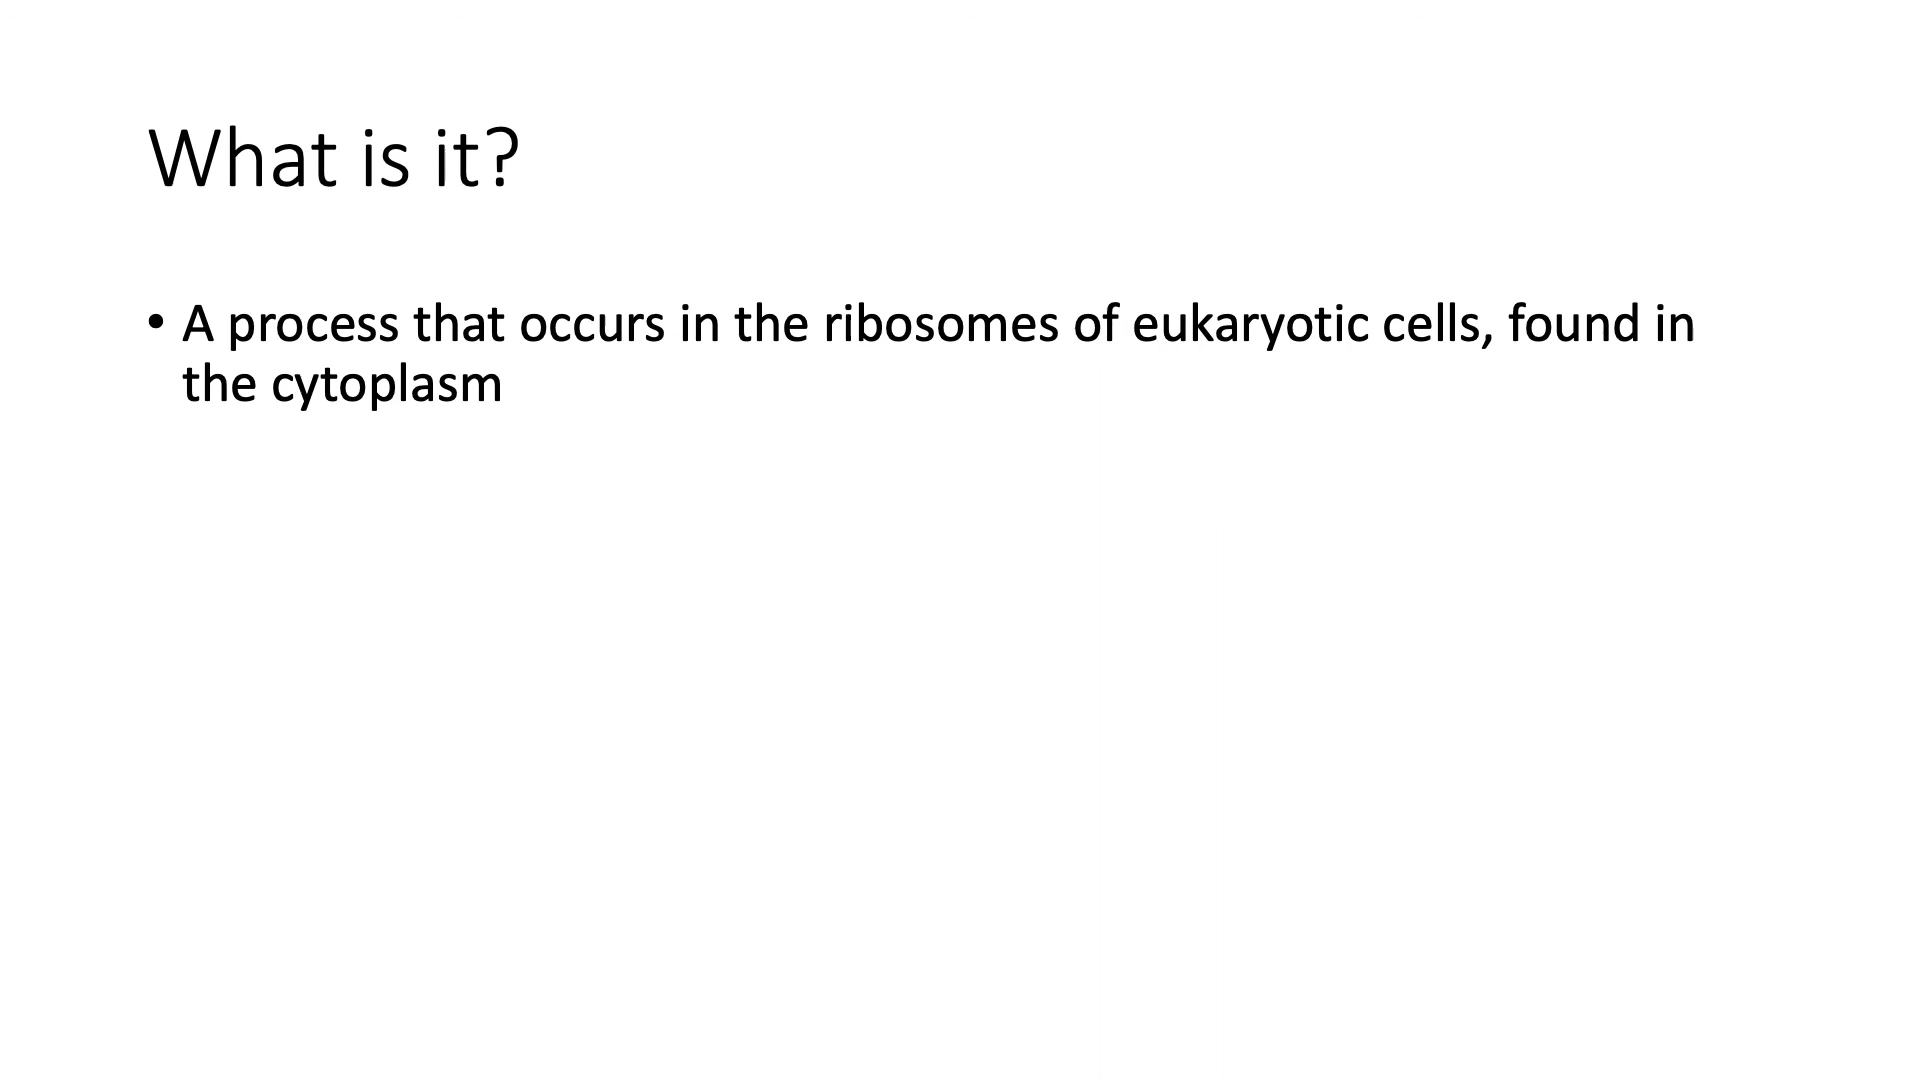 What is it?
• A process that occurs in the ribosomes of eukaryotic cells, found in
the cytoplasm